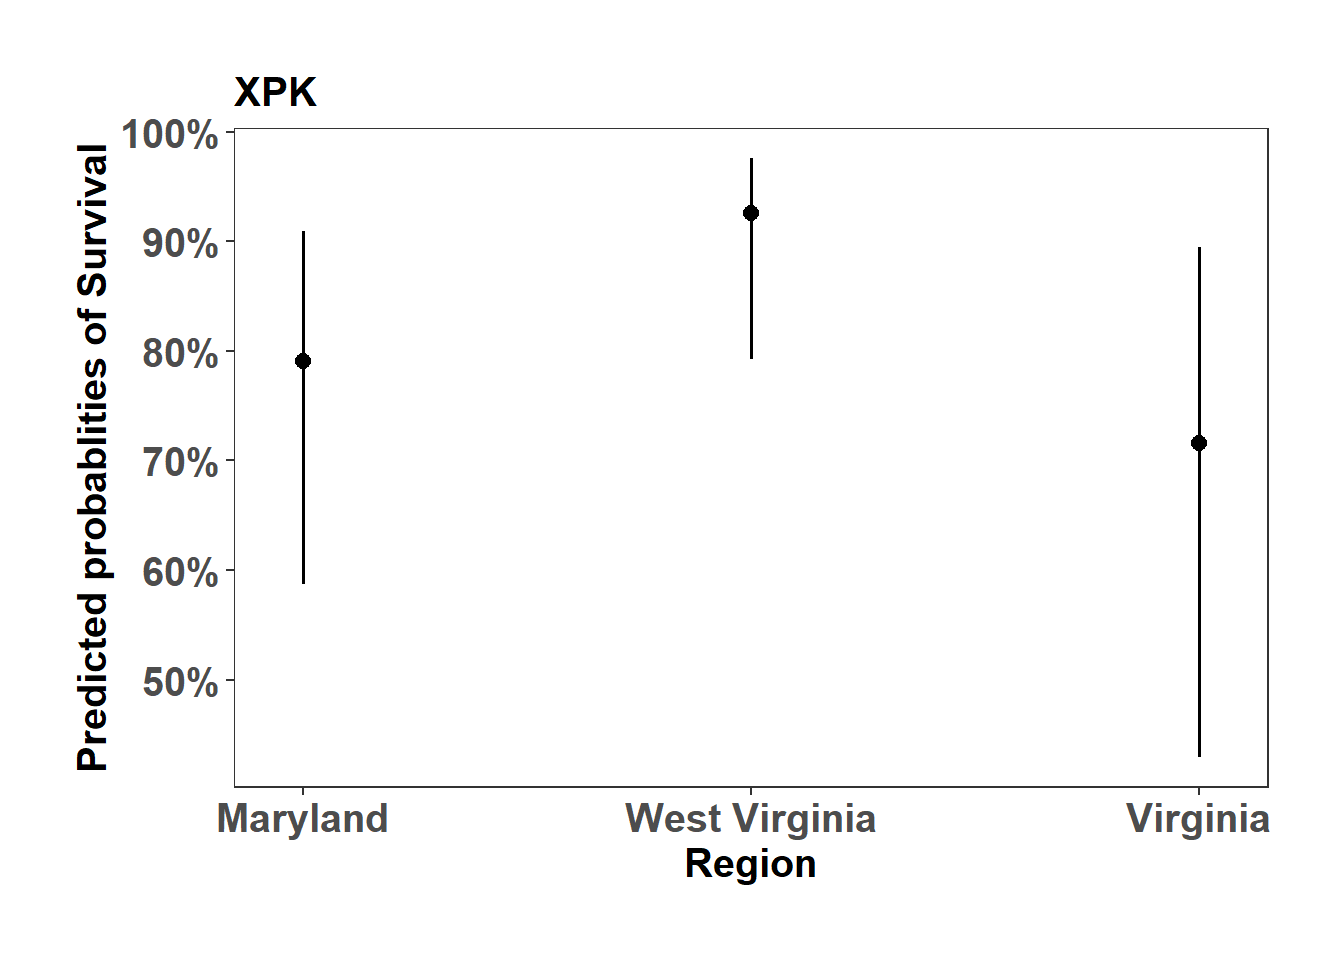 XPK
Predicted probablities of Survival
100%
90%
80%
70%
60%
50%
Maryland West Virginia Virginia
Region